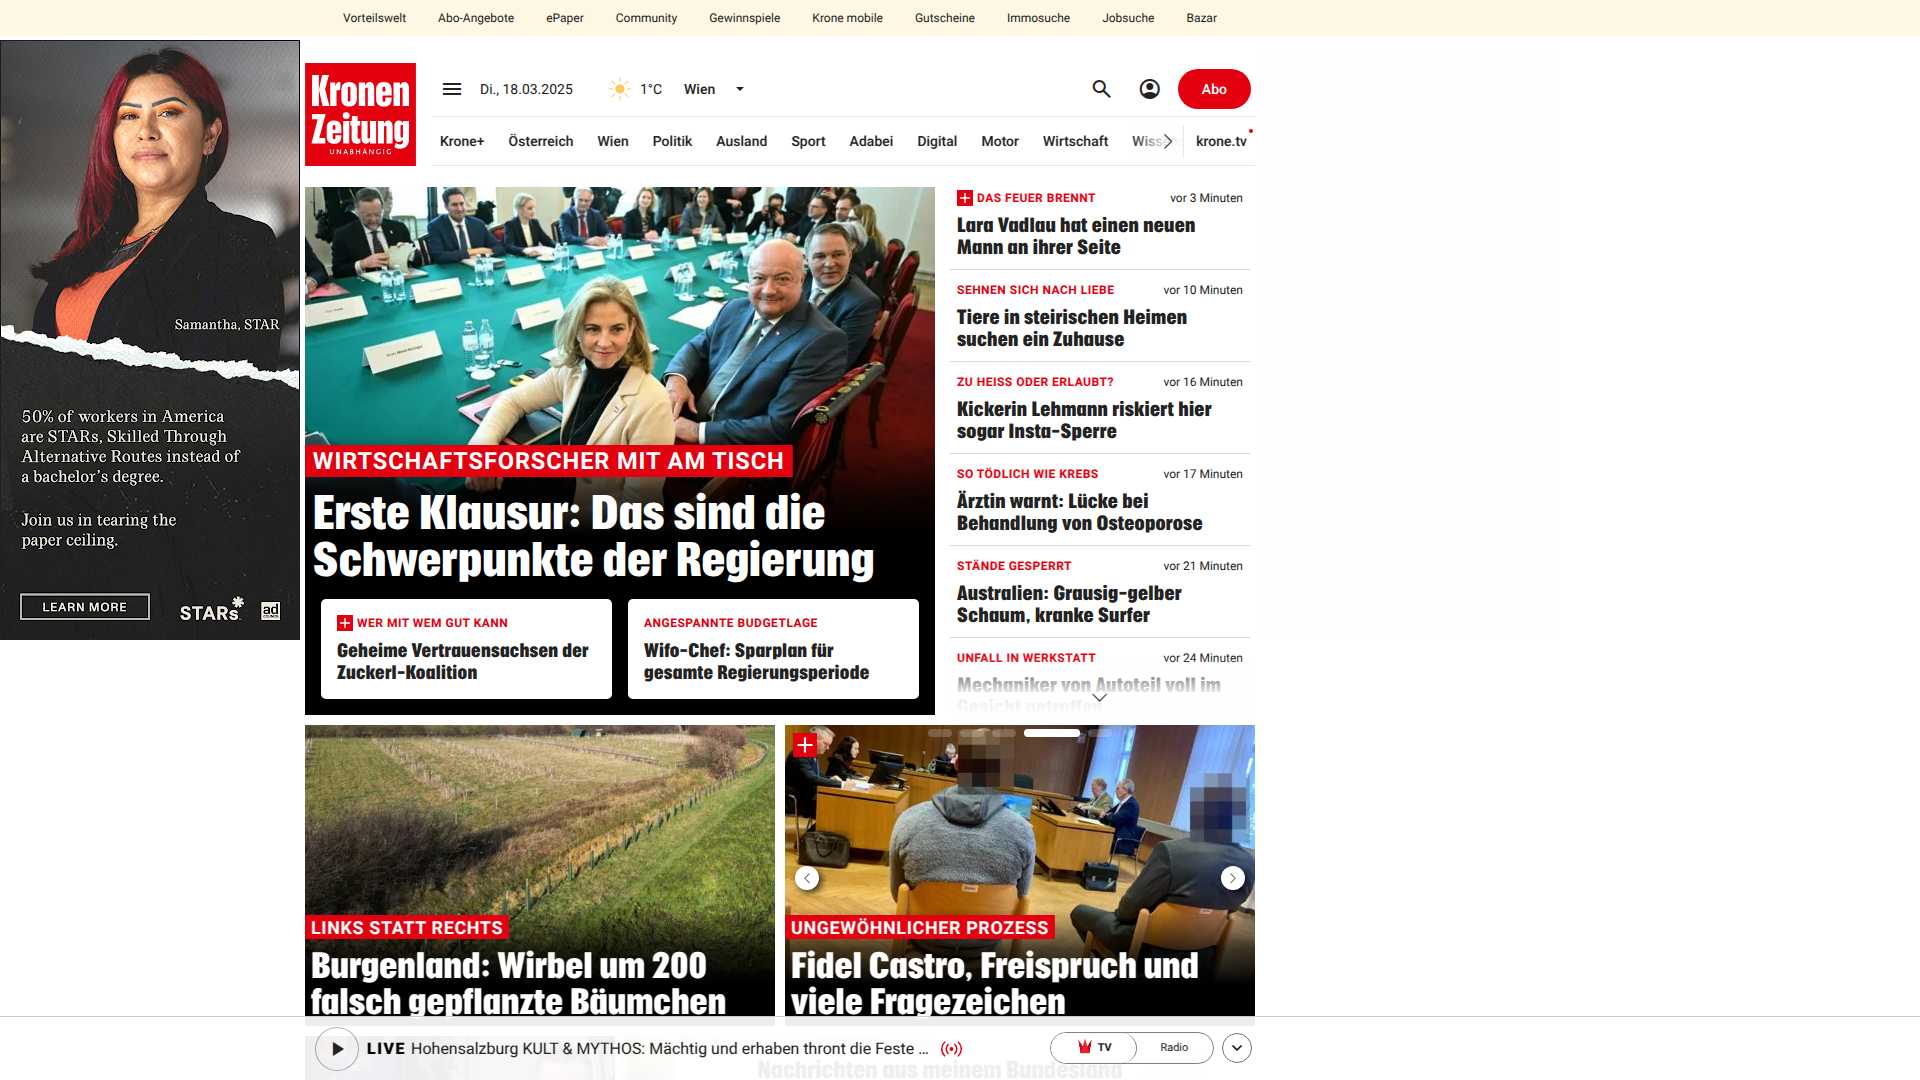 Vorteilswelt Abo-Angebote ePaper Community Gewinnspiele Krone mobile Gutscheine Immosuche Jobsuche Bazar
Samantha, STAR
50% of workers in America
are STARs, Skilled Through
Alternative Routes instead of
a bachelor's degree.
Join us in tearing the
paper ceiling.
LEARN MORE
STARs
ad
Kronen
Zeitung
UNABHÄNGIG
Di., 18.03.2025 1°C Wien
Abo
Krone+ Österreich Wien Politik Ausland Sport Adabei Digital Motor Wirtschaft krone.tv
WIRTSCHAFTSFORSCHER MIT AM TISCH
Erste Klausur: Das sind die
Schwerpunkte der Regierung
WER MIT WEM GUT KANN
Geheime Vertrauensachsen der
Zuckerl-Koalition
ANGESPANNTE BUDGETLAGE
Wifo-Chef: Sparplan für
gesamte Regierungsperiode
DAS FEUER BRENNT vor 3 Minuten
Lara Vadlau hat einen neuen
Mann an ihrer Seite
SEHNEN SICH NACH LIEBE vor 10 Minuten
Tiere in steirischen Heimen
suchen ein Zuhause
ZU HEISS ODER ERLAUBT? vor 16 Minuten
Kickerin Lehmann riskiert hier
sogar Insta-Sperre
SO TÖDLICH WIE KREBS vor 17 Minuten
Ärztin warnt: Lücke bei
Behandlung von Osteoporose
STÄNDE GESPERRT vor 21 Minuten
Australien: Grausig-gelber
Schaum, kranke Surfer
UNFALL IN WERKSTATT vor 24 Minuten
Mechaniker von Autoteil voll im
Gesicht getroffen
LINKS STATT RECHTS
Burgenland: Wirbel um 200
falsch gepflanzte Bäumchen
UNGEWÖHNLICHER PROZESS
Fidel Castro, Freispruch und
viele Fragezeichen
LIVE Hohensalzburg KULT & MYTHOS: Mächtig und erhaben thront die Feste ...
TV Radio
Nachrichten aus meinem Bundesland